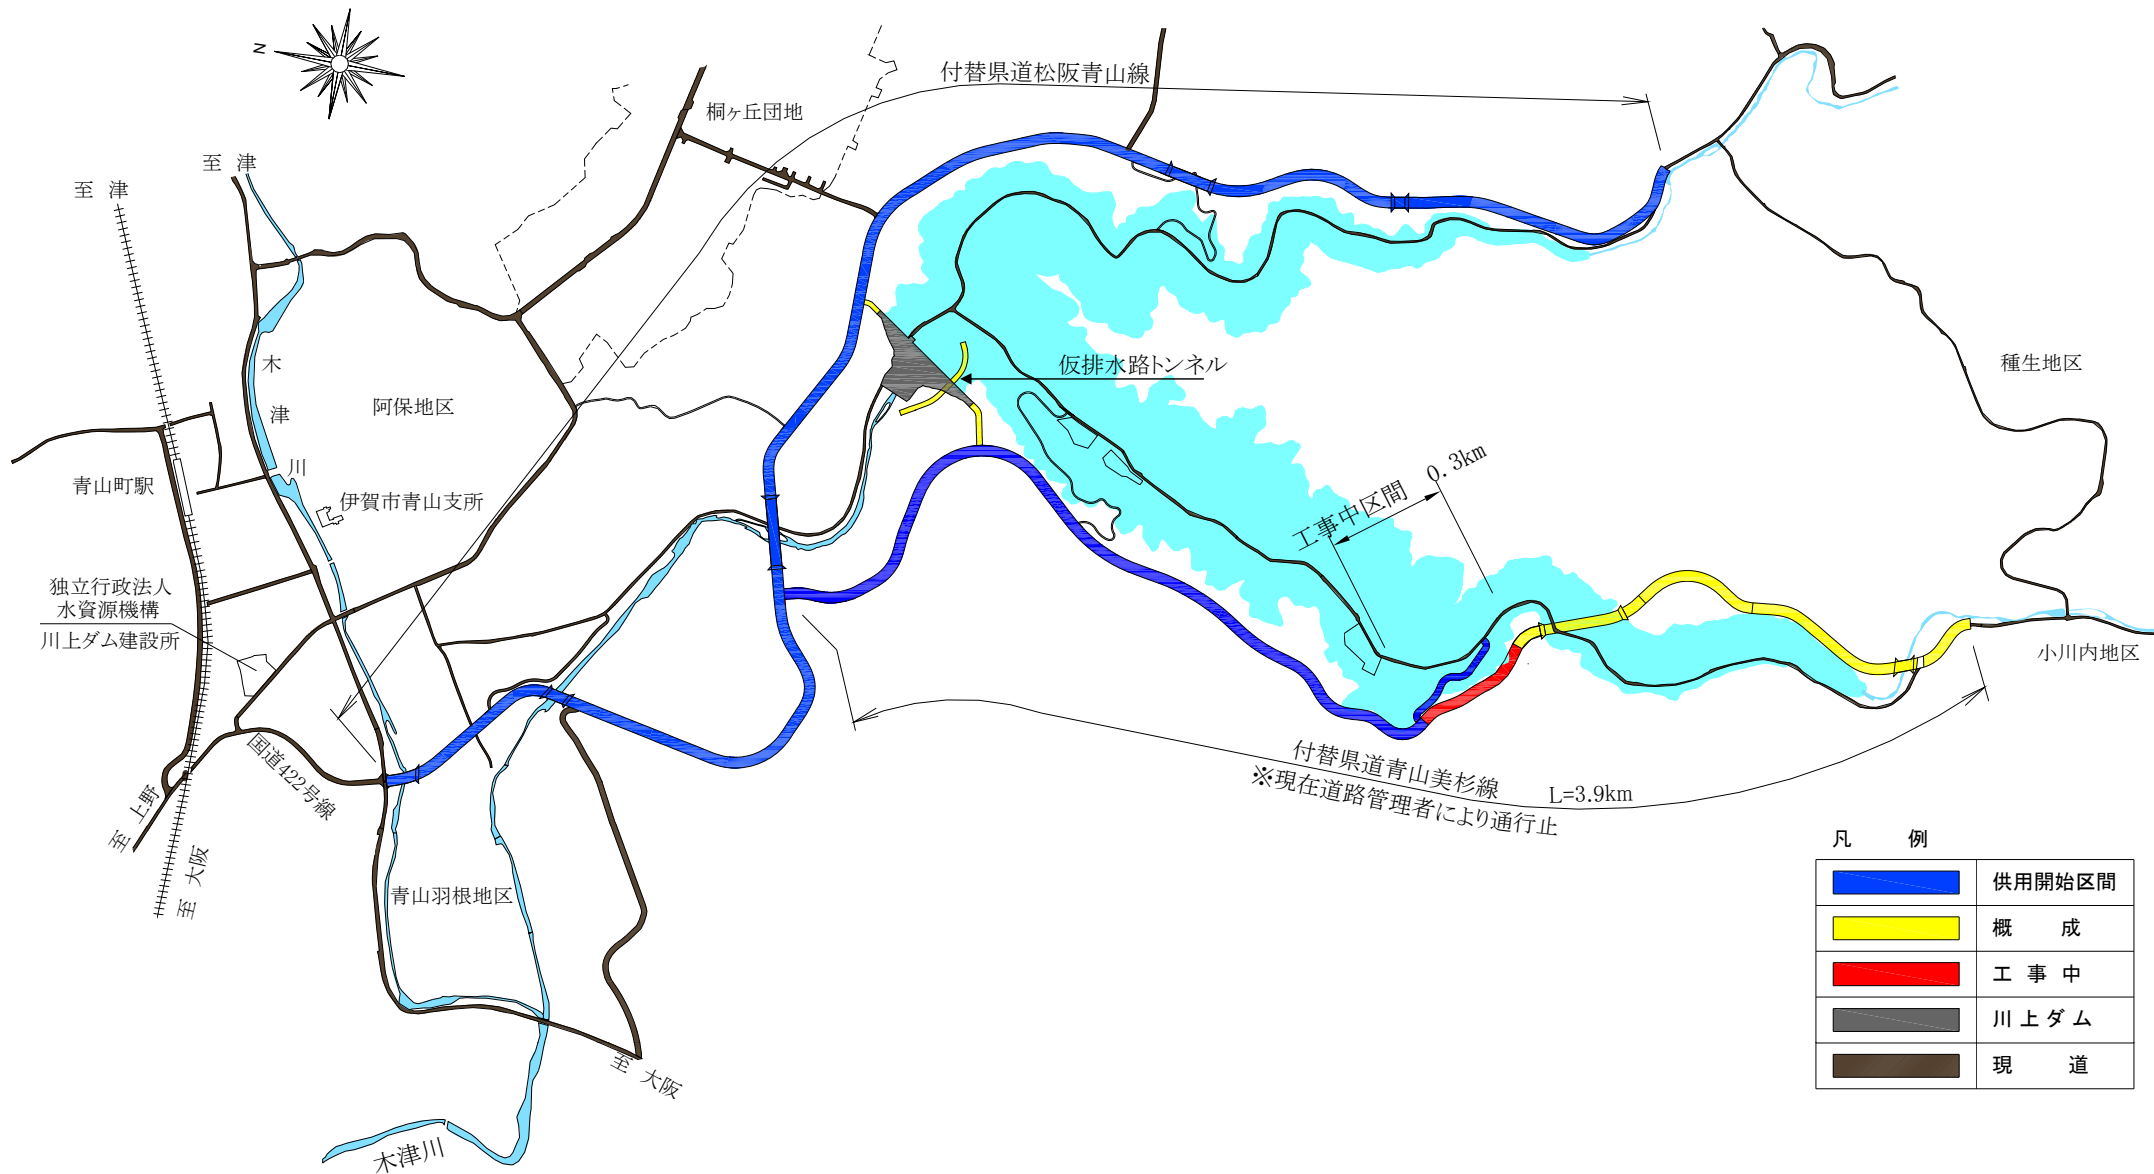 N
付替県道松阪青山線
桐ヶ丘団地
至 津
至 津
木
津
川
阿保地区
仮排水路トンネル
種生地区
青山町駅
伊賀市青山支所
工事中区間 0.3km
独立行政法人
水資源機構
川上ダム建設所
小川内地区
国道422号線
至 上野
至 大阪
付替県道青山美杉線 L=3.9km
※現在道路管理者により通行止
青山羽根地区
至 大阪
木津川
凡 例
供用開始区間
概 成
工 事 中
川 上 ダ ム
現 道